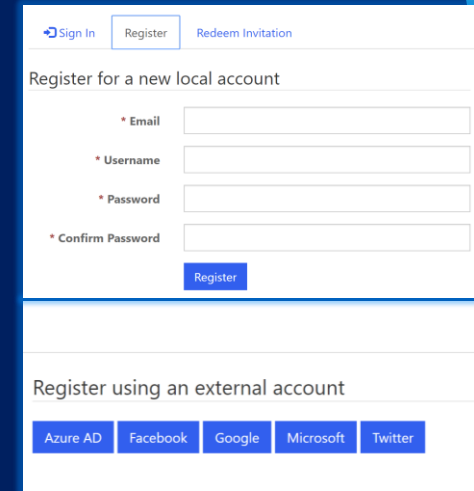 Sign In Register Redeem Invitation
Register for a new local account
* Email
* Username
* Password
* Confirm Password
Register
Register using an external account
Azure AD Facebook Google Microsoft Twitter